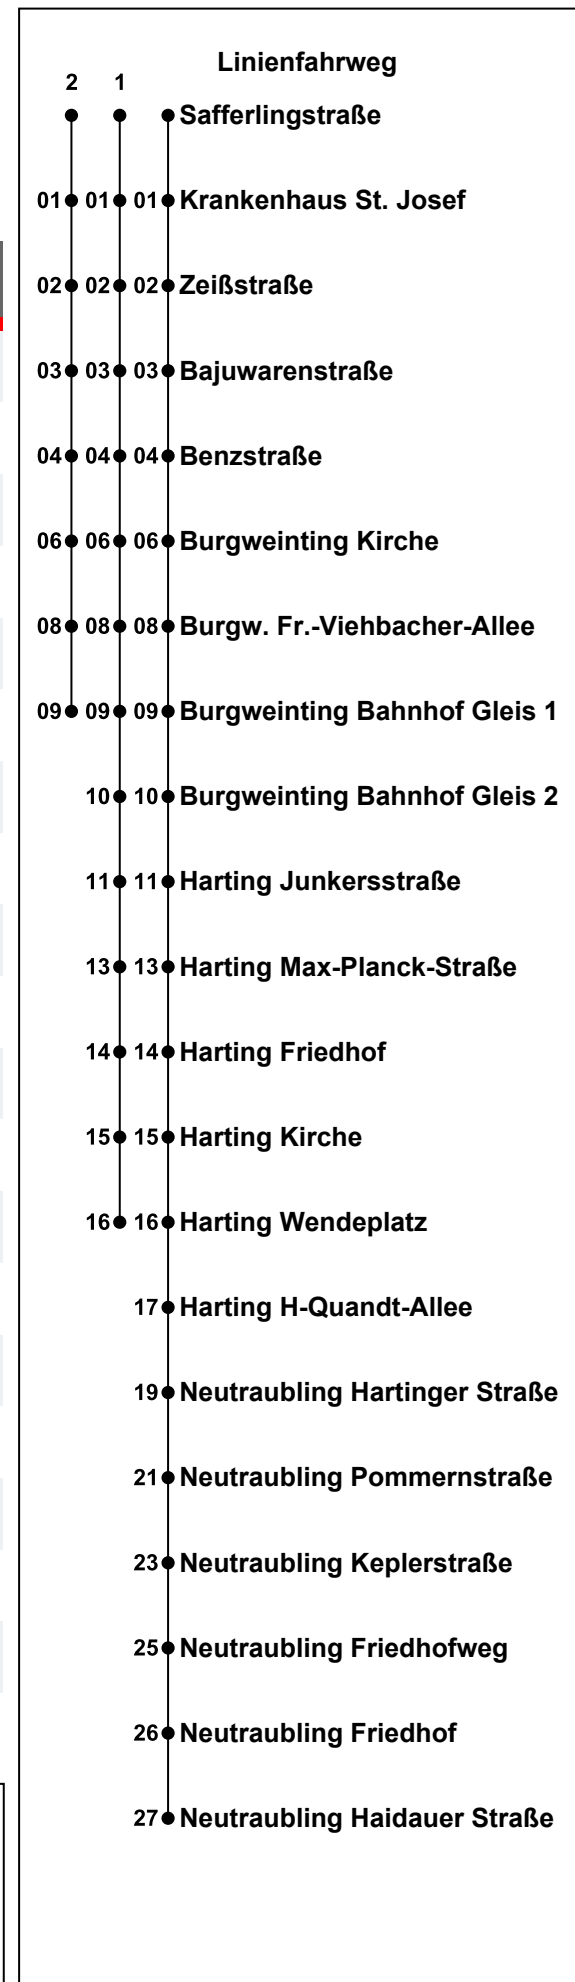 Linienfahrweg
2 1
Safferlingstraße
01 01 01 Krankenhaus St. Josef
02 02 02 Zeißstraße
03 03 03 Bajuwarenstraße
04 04 04 Benzstraße
06 06 06 Burgweinting Kirche
08 08 08 Burgw. Fr.-Viehbacher-Allee
09 09 09 Burgweinting Bahnhof Gleis 1
10 10 Burgweinting Bahnhof Gleis 2
11 11 Harting Junkersstraße
13 13 Harting Max-Planck-Straße
14 14 Harting Friedhof
15 15 Harting Kirche
16 16 Harting Wendeplatz
17 Harting H-Quandt-Allee
19 Neutraubling Hartinger Straße
21 Neutraubling Pommernstraße
23 Neutraubling Keplerstraße
25 Neutraubling Friedhofweg
26 Neutraubling Friedhof
27 Neutraubling Haidauer Straße